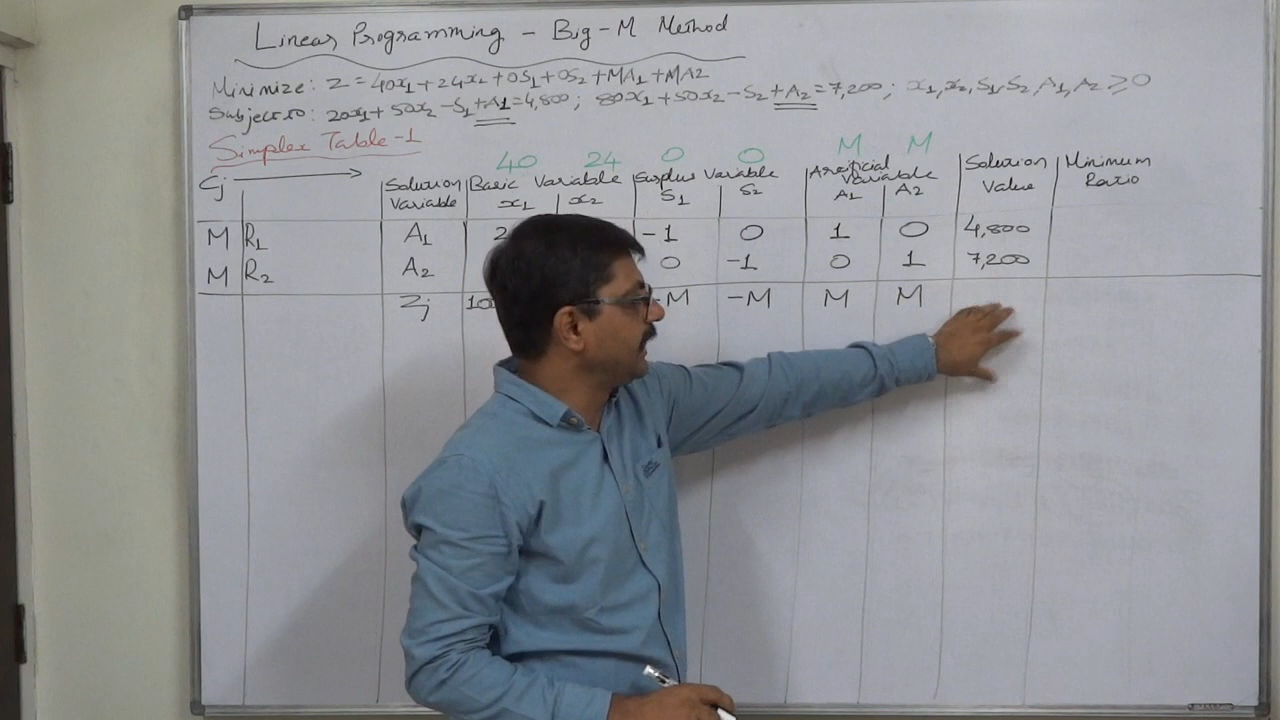 Linear Programming - Big-M Method
Minimize: Z = 40x1 + 24x2 + 0S1 + 0S2 + MA1 + MA2
Subject to: 20x1 + 50x2 - S1 + A1 = 4,800; 80x1 + 50x2 - S2 + A2 = 7,200; x1, x2, S1, S2, A1, A2 ≥ 0
Simplex Table-1
40 24 0 0 M M
Cj → Solution Variable Basic Variable x1 x2 Surplus Variable S1 S2 Artificial Variable A1 A2 Solution Value Minimum Ratio
M R1 A1 2 -1 0 1 0 4,800
M R2 A2 0 -1 0 1 7,200
Zj 10 -M -M M M